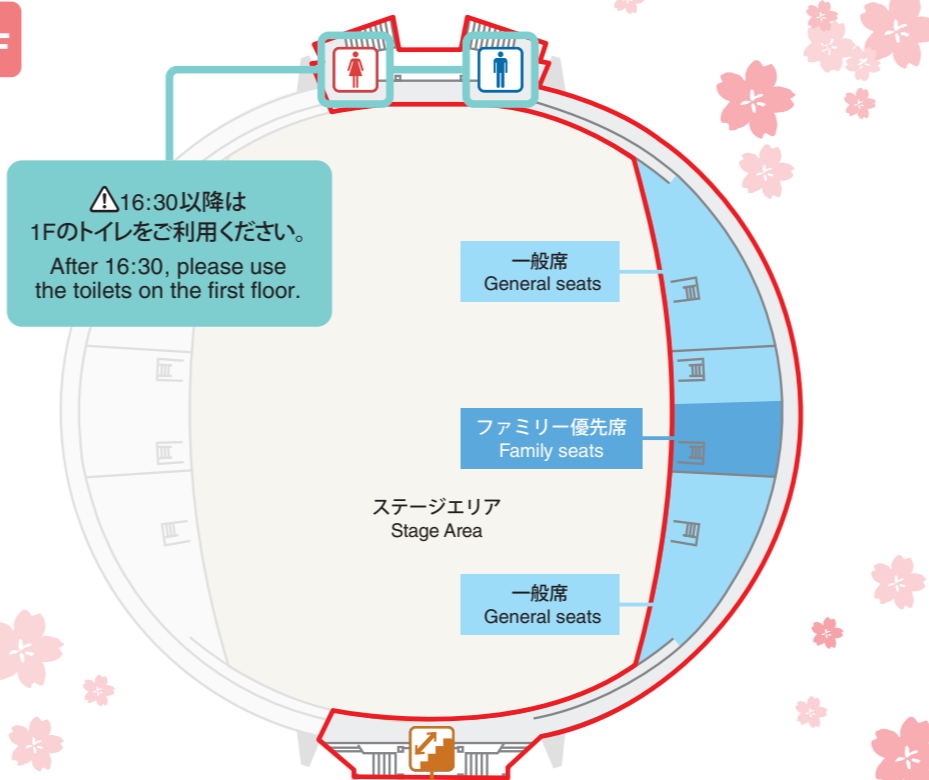 F
⚠16:30以降は
1Fのトイレをご利用ください。
After 16:30, please use
the toilets on the first floor.
一般席
General seats
ファミリー優先席
Family seats
ステージエリア
Stage Area
一般席
General seats